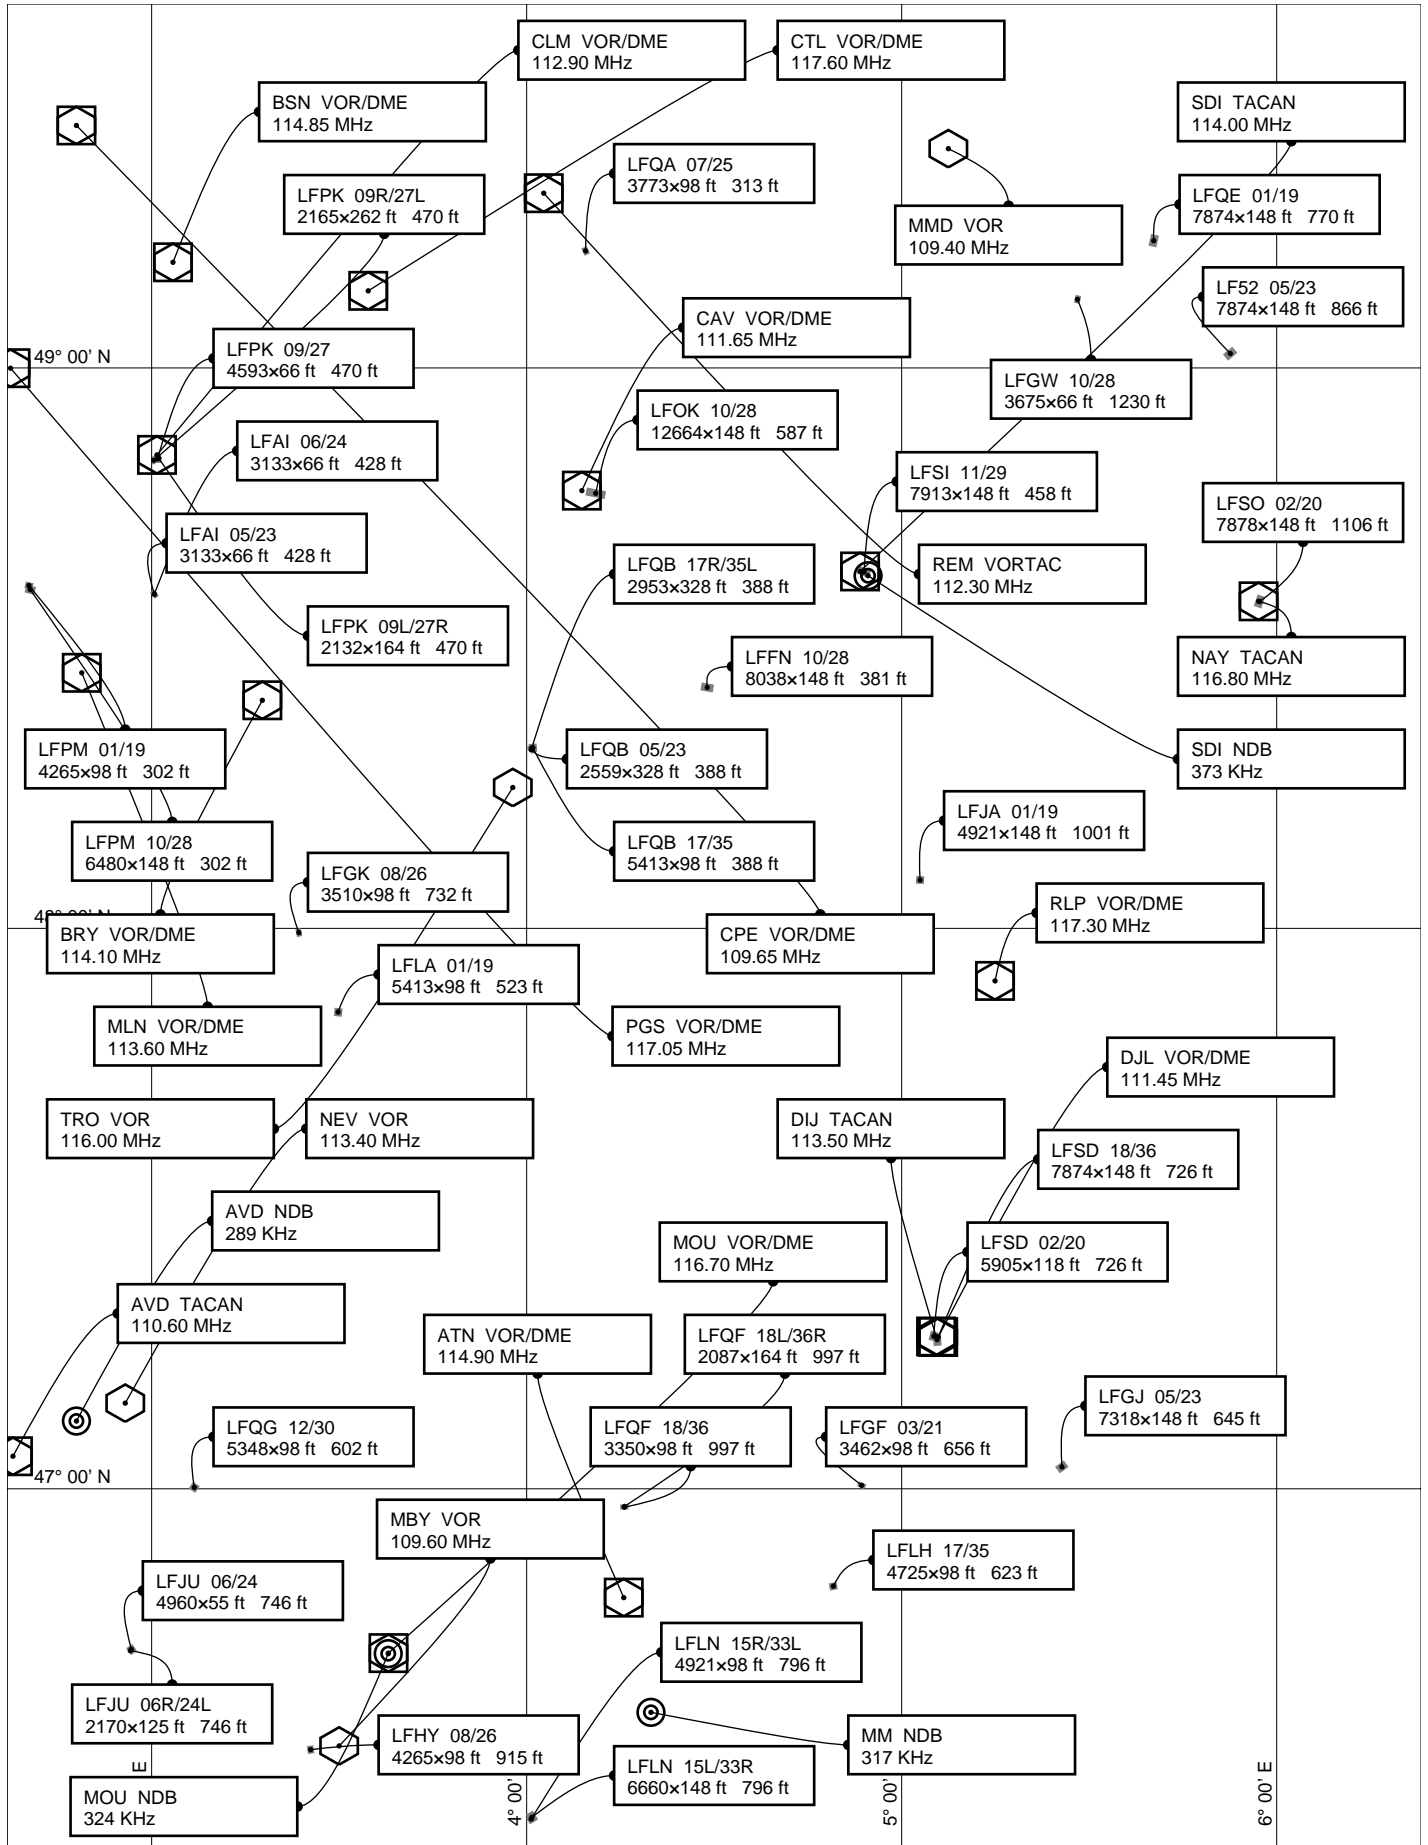 CLM VOR/DME
112.90 MHz
CTL VOR/DME
117.60 MHz
BSN VOR/DME
114.85 MHz
SDI TACAN
114.00 MHz
LFQA 07/25
3773×98 ft 313 ft
LFPK 09R/27L
2165×262 ft 470 ft
LFQE 01/19
7874×148 ft 770 ft
MMD VOR
109.40 MHz
LF52 05/23
7874×148 ft 866 ft
CAV VOR/DME
111.65 MHz
LFPK 09/27
4593×66 ft 470 ft
49° 00' N
LFGW 10/28
3675×66 ft 1230 ft
LFOK 10/28
12664×148 ft 587 ft
LFAI 06/24
3133×66 ft 428 ft
LFSI 11/29
7913×148 ft 458 ft
LFSO 02/20
7878×148 ft 1106 ft
LFAI 05/23
3133×66 ft 428 ft
LFQB 17R/35L
2953×328 ft 388 ft
REM VORTAC
112.30 MHz
LFPK 09L/27R
2132×164 ft 470 ft
LFFN 10/28
8038×148 ft 381 ft
NAY TACAN
116.80 MHz
LFPM 01/19
4265×98 ft 302 ft
LFQB 05/23
2559×328 ft 388 ft
SDI NDB
373 KHz
LFJA 01/19
4921×148 ft 1001 ft
LFPM 10/28
6480×148 ft 302 ft
LFQB 17/35
5413×98 ft 388 ft
LFGK 08/26
3510×98 ft 732 ft
RLP VOR/DME
117.30 MHz
BRY VOR/DME
114.10 MHz
CPE VOR/DME
109.65 MHz
LFLA 01/19
5413×98 ft 523 ft
MLN VOR/DME
113.60 MHz
PGS VOR/DME
117.05 MHz
DJL VOR/DME
111.45 MHz
TRO VOR
116.00 MHz
NEV VOR
113.40 MHz
DIJ TACAN
113.50 MHz
LFSD 18/36
7874×148 ft 726 ft
AVD NDB
289 KHz
MOU VOR/DME
116.70 MHz
LFSD 02/20
5905×118 ft 726 ft
AVD TACAN
110.60 MHz
ATN VOR/DME
114.90 MHz
LFQF 18L/36R
2087×164 ft 997 ft
LFGJ 05/23
7318×148 ft 645 ft
LFQG 12/30
5348×98 ft 602 ft
LFQF 18/36
3350×98 ft 997 ft
LFGF 03/21
3462×98 ft 656 ft
47° 00' N
MBY VOR
109.60 MHz
LFLH 17/35
4725×98 ft 623 ft
LFJU 06/24
4960×55 ft 746 ft
LFLN 15R/33L
4921×98 ft 796 ft
LFJU 06R/24L
2170×125 ft 746 ft
LFHY 08/26
4265×98 ft 915 ft
MM NDB
317 KHz
LFLN 15L/33R
6660×148 ft 796 ft
MOU NDB
324 KHz
E
4° 00'
5° 00'
6° 00' E